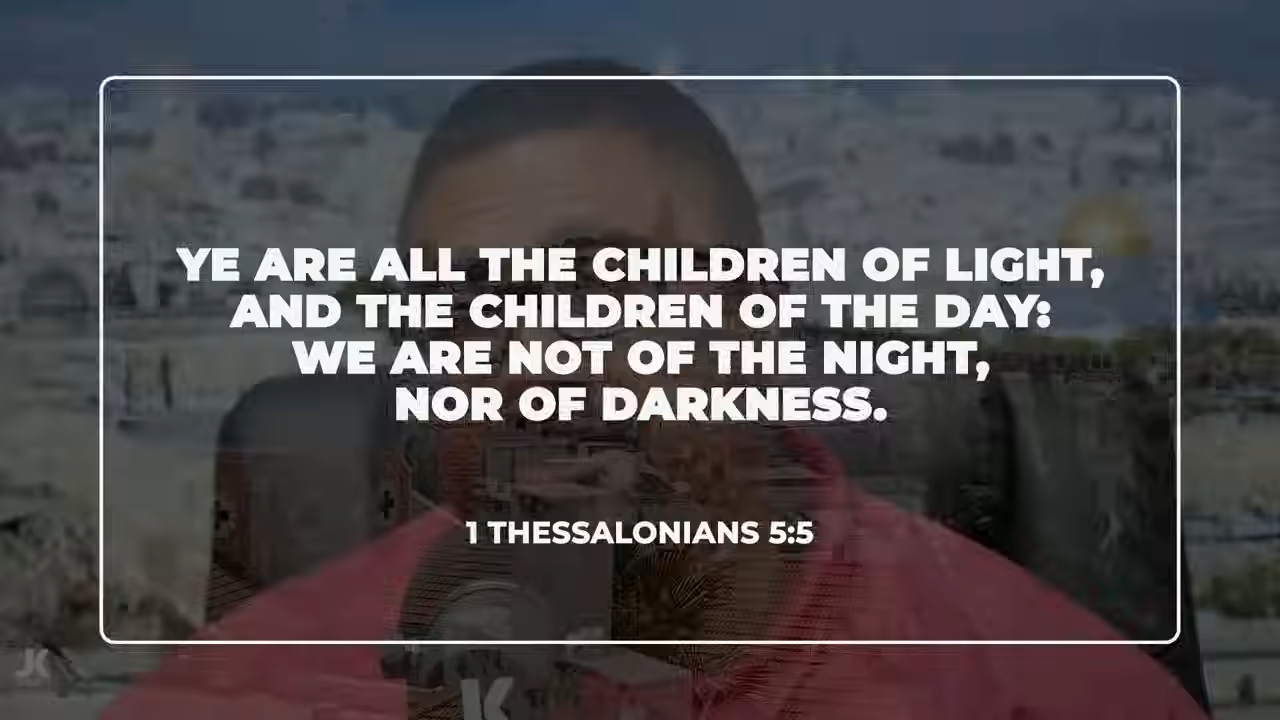 YE ARE ALL THE CHILDREN OF LIGHT,
AND THE CHILDREN OF THE DAY:
WE ARE NOT OF THE NIGHT,
NOR OF DARKNESS.
1 THESSALONIANS 5:5
JK